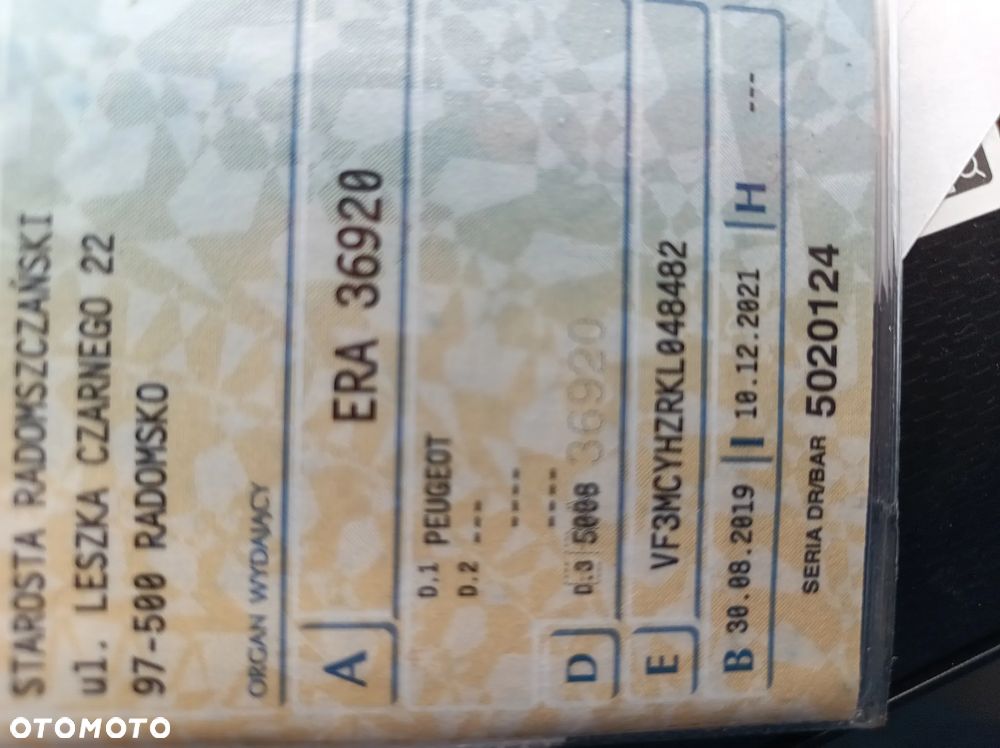 STAROSTA RADOMSZCZAŃSKI
ul. LESZKA CZARNEGO 22
97-500 RADOMSKO
ORGAN WYDAJĄCY
A ERA 36920
D.1 PEUGEOT
D.2 ---
----
----
D D.3 5008 36920
E VF3MCYHZRKL048482
B 30.08.2019 I 10.12.2021 H ---
SERIA DR/BAR 5020124
OTOMOTO